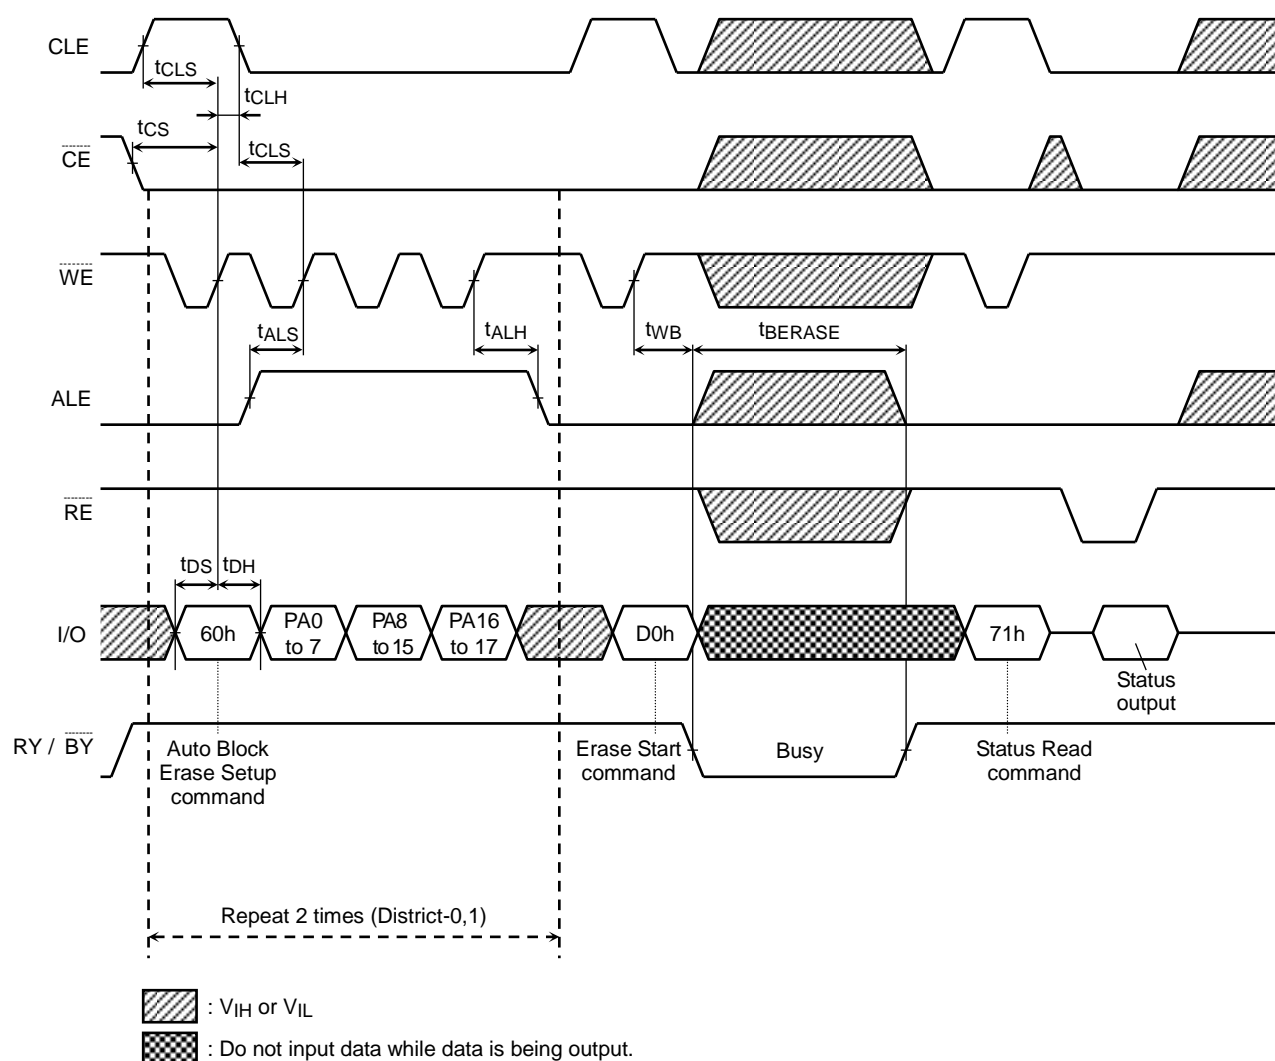 CLE
tCLS
tCLH
tCS
CE
tCLS
WE
tALS
tALH
tWB
tBERASE
ALE
RE
tDS
tDH
I/O
60h
PA0
to 7
PA8
to 15
PA16
to 17
D0h
71h
Status
output
RY / BY
Auto Block
Erase Setup
command
Erase Start
command
Busy
Status Read
command
Repeat 2 times (District-0,1)
: VIH or VIL
: Do not input data while data is being output.